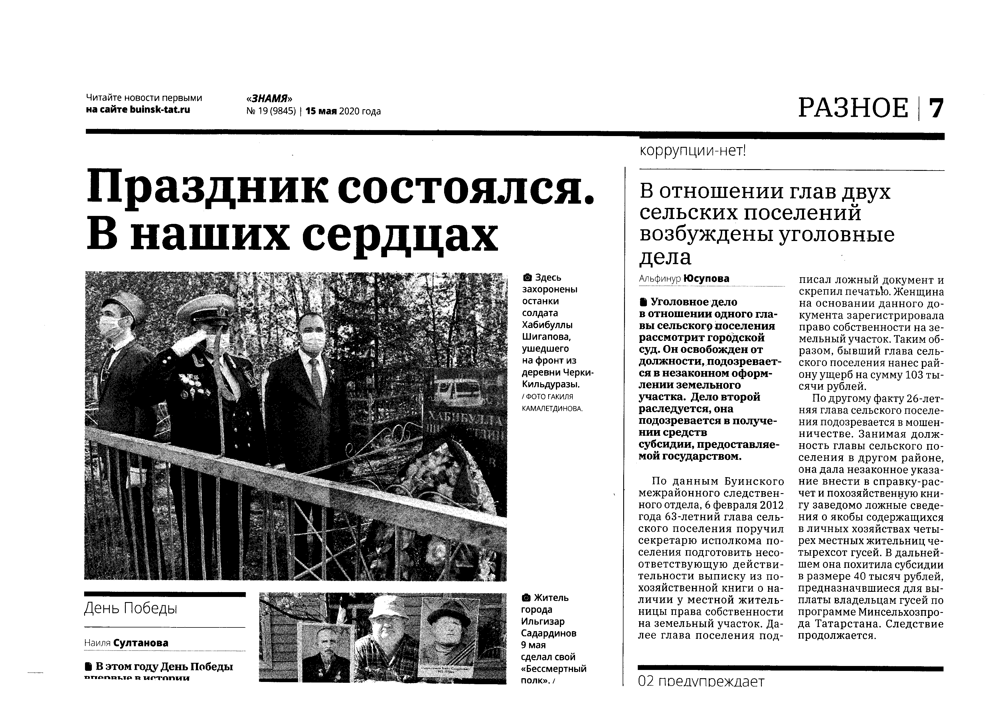 Читайте новости первыми
на сайте buinsk-tat.ru
«ЗНАМЯ»
№ 19 (9845) | 15 мая 2020 года
РАЗНОЕ | 7
Праздник состоялся.
В наших сердцах
Здесь
захоронены
останки
солдата
Хабибуллы
Шигапова,
ушедшего
на фронт из
деревни Черки-
Кильдуразы.
/ ФОТО ГАКИЛЯ
КАМАЛЕТДИНОВА.
ХАБИБУЛЛА
День Победы
Наиля Султанова
В этом году День Победы
впервые в истории
Житель
города
Ильгизар
Садардинов
9 мая
сделал свой
«Бессмертный
полк». /
коррупции-нет!
В отношении глав двух
сельских поселений
возбуждены уголовные
дела
Альфинур Юсупова
Уголовное дело
в отношении одного гла-
вы сельского поселения
рассмотрит городской
суд. Он освобожден от
должности, подозревает-
ся в незаконном оформ-
лении земельного
участка. Дело второй
раследуется, она
подозревается в получе-
нии средств
субсидии, предоставляе-
мой государством.
По данным Буинского
межрайонного следствен-
ного отдела, 6 февраля 2012
года 63-летний глава сель-
ского поселения поручил
секретарю исполкома по-
селения подготовить несо-
ответствующую действи-
тельности выписку из по-
хозяйственной книги о на-
личии у местной житель-
ницы права собственности
на земельный участок. Да-
лее глава поселения под-
писал ложный документ и
скрепил печатью. Женщина
на основании данного до-
кумента зарегистрировала
право собственности на зе-
мельный участок. Таким об-
разом, бывший глава сель-
ского поселения нанес рай-
ону ущерб на сумму 103 ты-
сячи рублей.
По другому факту 26-лет-
няя глава сельского поселе-
ния подозревается в мошен-
ничестве. Занимая долж-
ность главы сельского по-
селения в другом районе,
она дала незаконное указа-
ние внести в справку-рас-
чет и похозяйственную кни-
гу заведомо ложные сведе-
ния о якобы содержащихся
в личных хозяйствах четы-
рех местных жительниц че-
тырехсот гусей. В дальней-
шем она похитила субсидии
в размере 40 тысяч рублей,
предназначвшиеся для вы-
платы владельцам гусей по
программе Минсельхозпро-
да Татарстана. Следствие
продолжается.
02 предупреждает